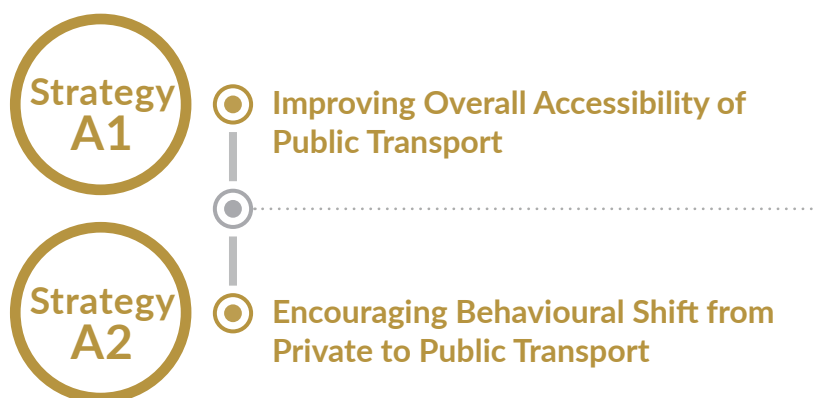 Strategy
A1
Improving Overall Accessibility of
Public Transport
Strategy
A2
Encouraging Behavioural Shift from
Private to Public Transport